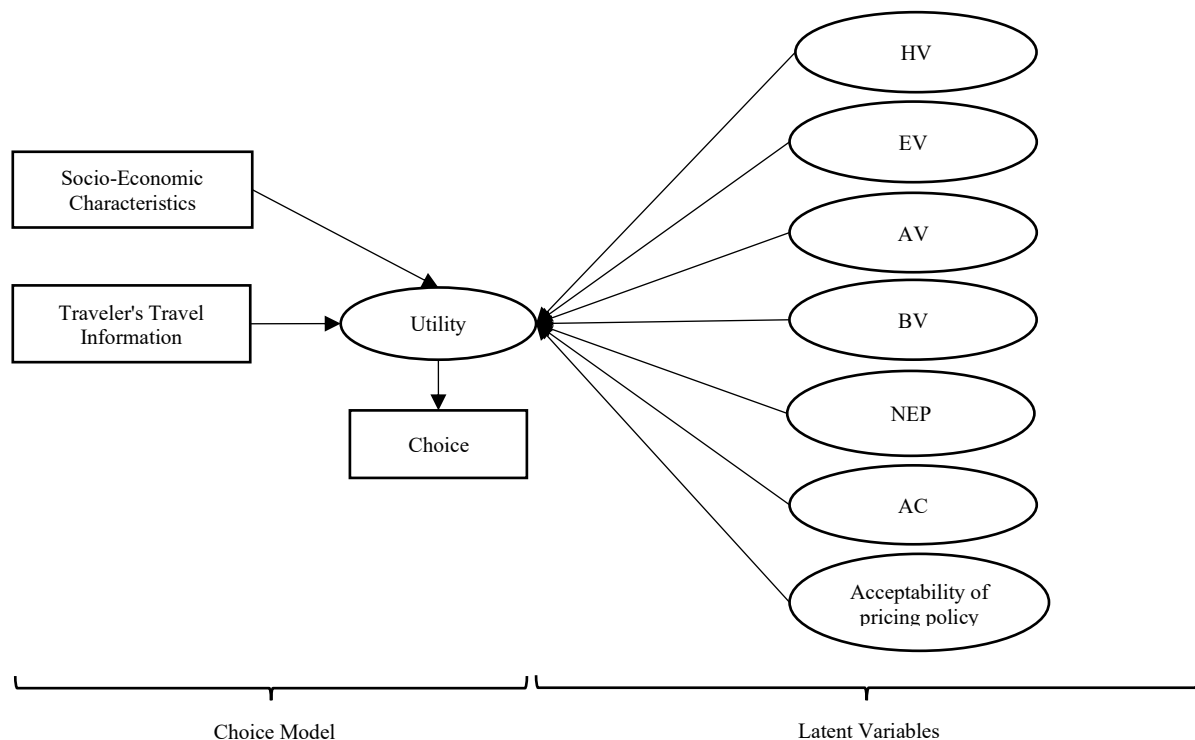 HV
EV
AV
BV
NEP
AC
Acceptability of
pricing policy
Socio-Economic
Characteristics
Traveler's Travel
Information
Utility
Choice
Choice Model
Latent Variables